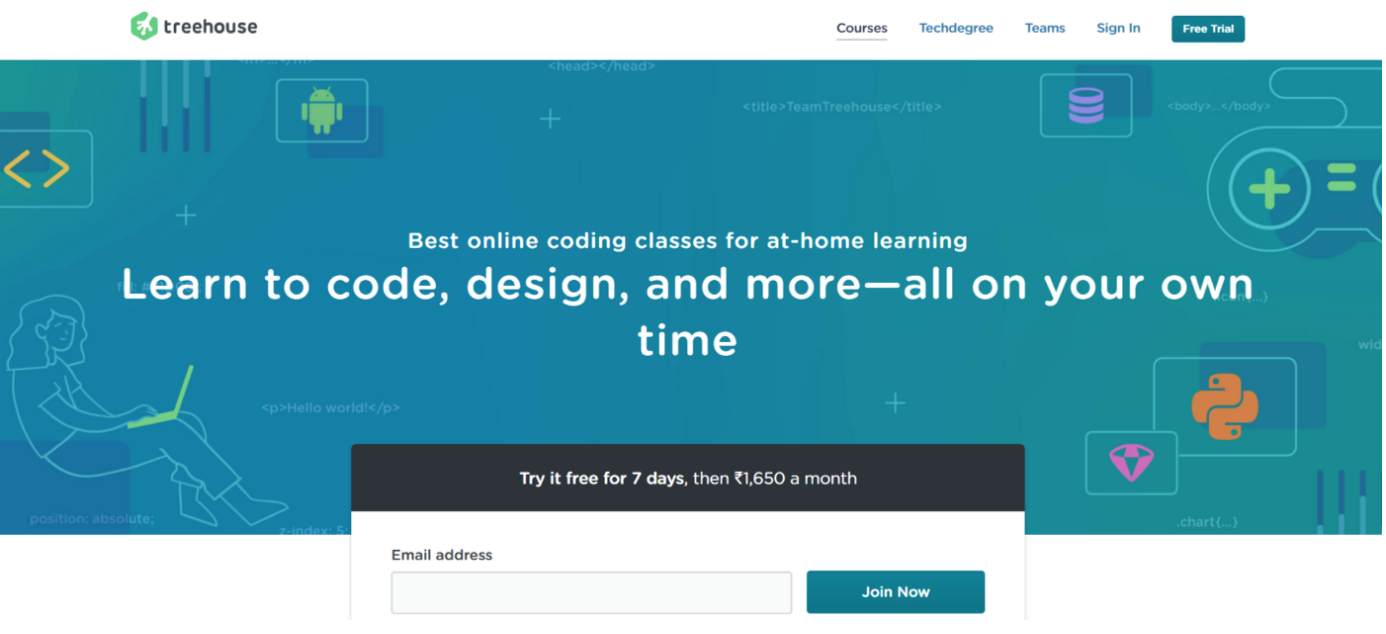 treehouse
Courses Techdegree Teams Sign In Free Trial
<head></head>
<title>TeamTreehouse</title>
<body>...</body>
Best online coding classes for at-home learning
Learn to code, design, and more—all on your own
time
<p>Hello world!</p>
Try it free for 7 days, then ₹1,650 a month
position: absolute;
.chart{...}
z-index: 5;
Email address
Join Now